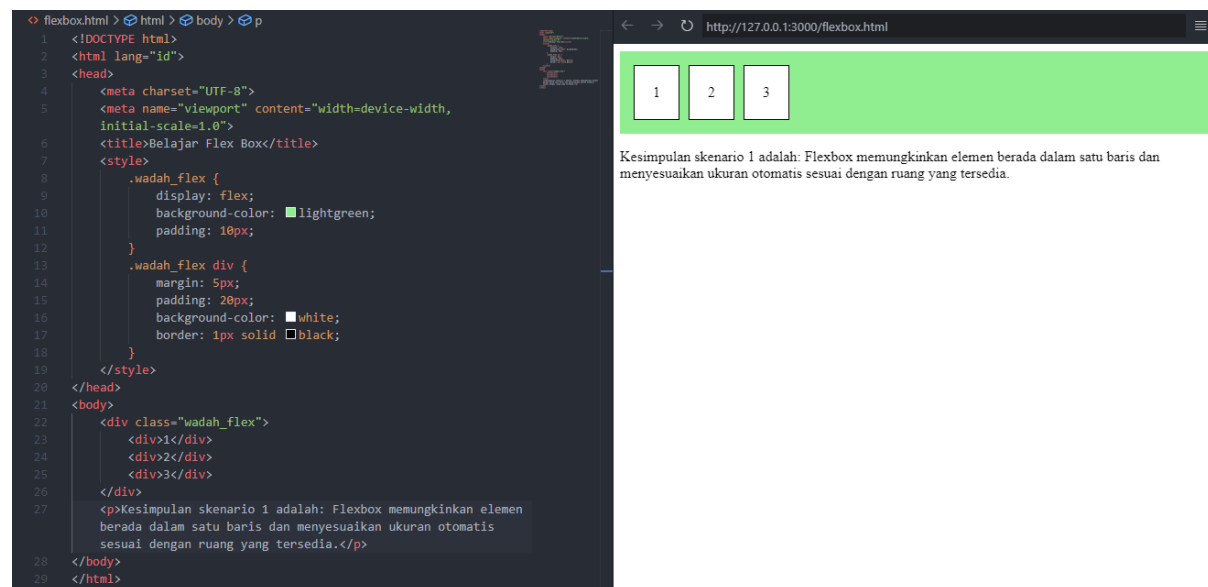 flexbox.html > html > body > p
1 <!DOCTYPE html>
2 <html lang="id">
3 <head>
4 <meta charset="UTF-8">
5 <meta name="viewport" content="width=device-width,
initial-scale=1.0">
6 <title>Belajar Flex Box</title>
7 <style>
8 .wadah_flex {
9 display: flex;
10 background-color: lightgreen;
11 padding: 10px;
12 }
13 .wadah_flex div {
14 margin: 5px;
15 padding: 20px;
16 background-color: white;
17 border: 1px solid black;
18 }
19 </style>
20 </head>
21 <body>
22 <div class="wadah_flex">
23 <div>1</div>
24 <div>2</div>
25 <div>3</div>
26 </div>
27 <p>Kesimpulan skenario 1 adalah: Flexbox memungkinkan elemen
berada dalam satu baris dan menyesuaikan ukuran otomatis
sesuai dengan ruang yang tersedia.</p>
28 </body>
29 </html>
http://127.0.0.1:3000/flexbox.html
1 2 3
Kesimpulan skenario 1 adalah: Flexbox memungkinkan elemen berada dalam satu baris dan
menyesuaikan ukuran otomatis sesuai dengan ruang yang tersedia.